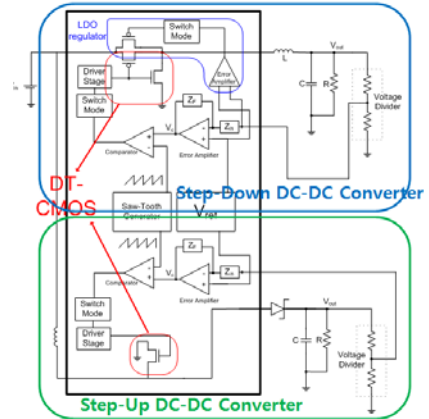 LDO
regulator
Switch
Mode
Error
Amplifier
L
Vout
C
R
Voltage
Divider
Driver
Stage
Switch
Mode
Comparator
Vc
ZF
Zin
Error Amplifier
DT-
CMOS
Step-Down DC-DC Converter
Saw-Tooth
Generator
Vref
Comparator
Vc
ZF
Zin
Error Amplifier
Switch
Mode
Driver
Stage
Vout
C
R
Voltage
Divider
Step-Up DC-DC Converter